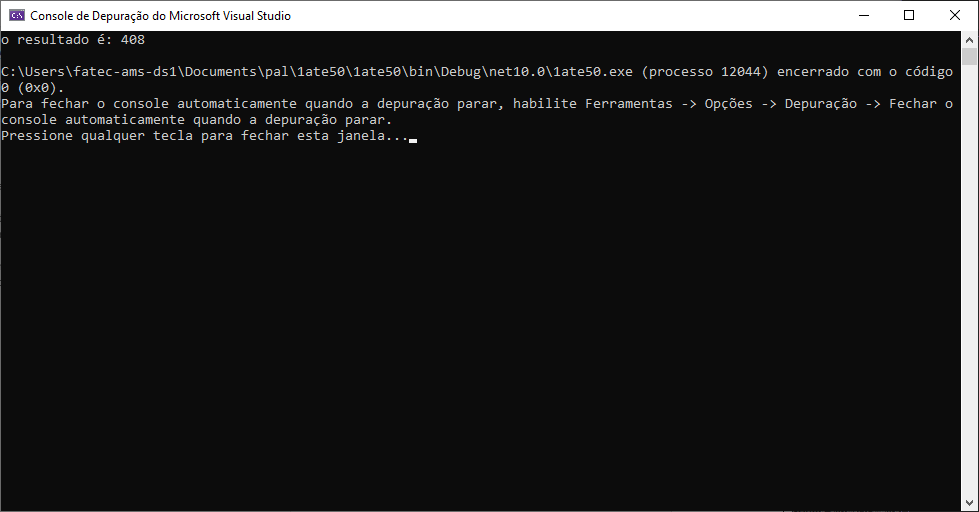 Console de Depuração do Microsoft Visual Studio
o resultado é: 408
C:\Users\fatec-ams-ds1\Documents\pal\1ate50\1ate50\bin\Debug\net10.0\1ate50.exe (processo 12044) encerrado com o código
0 (0x0).
Para fechar o console automaticamente quando a depuração parar, habilite Ferramentas -> Opções -> Depuração -> Fechar o
console automaticamente quando a depuração parar.
Pressione qualquer tecla para fechar esta janela...